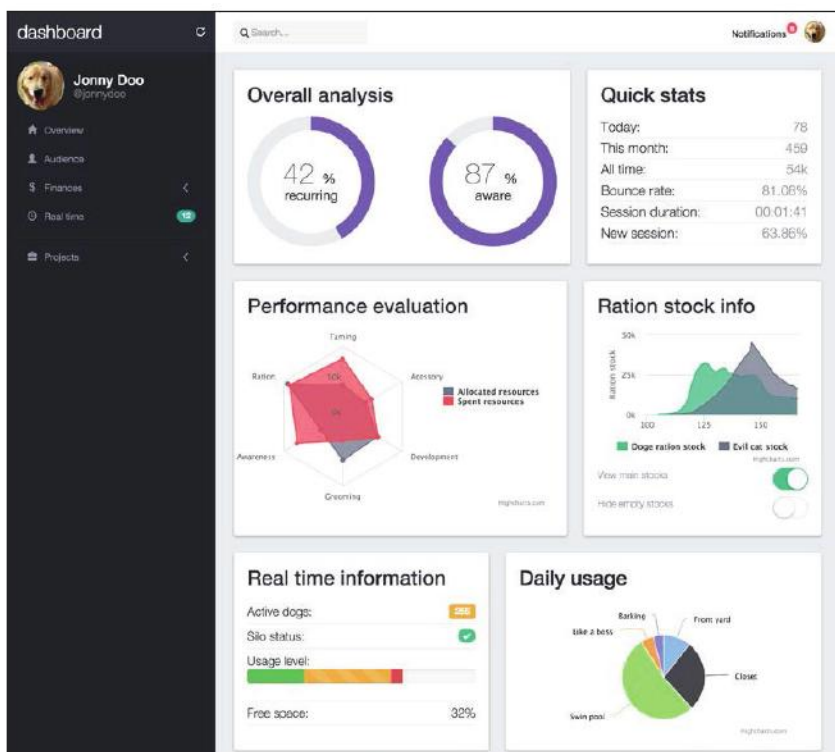 dashboard
Search...
Notifications
Jonny Doo
@jonnydoo
Overview
Audience
$ Finances
Real time 12
Projects
Overall analysis
42 %
recurring
87 %
aware
Quick stats
Today: 78
This month: 459
All time: 54k
Bounce rate: 81.08%
Session duration: 00:01:41
New session: 63.86%
Performance evaluation
Taming
Ration
Acessory
Awareness
Development
Grooming
Allocated resources
Spent resources
Highcharts.com
Ration stock info
Ration stock
50k
25k
0k
100 125 150
Doge ration stock Evil cat stock
Highcharts.com
View main stocks
Hide empty stocks
Real time information
Active dogs:
Silo status:
Usage level:
Free space: 32%
Daily usage
Barking
Front yard
take a bass
Closet
Swin pool
Highcharts.com